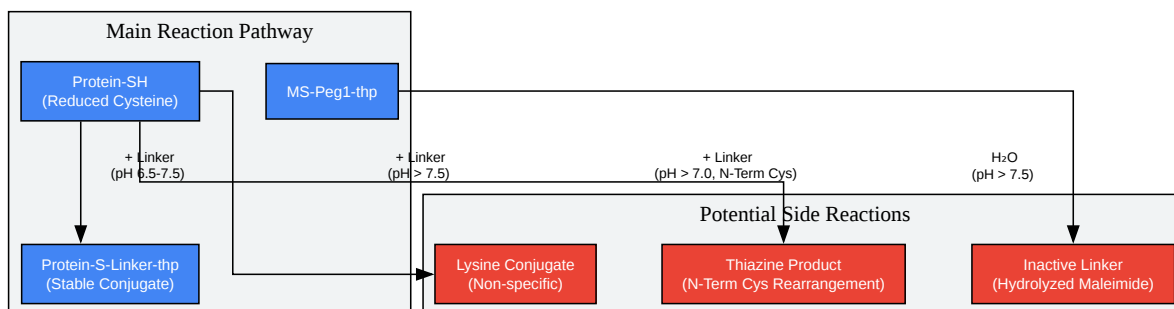 Main Reaction Pathway
Protein-SH
(Reduced Cysteine)
MS-Peg1-thp
+ Linker
(pH 6.5-7.5)
+ Linker
(pH > 7.5)
+ Linker
(pH > 7.0, N-Term Cys)
H₂O
(pH > 7.5)
Potential Side Reactions
Protein-S-Linker-thp
(Stable Conjugate)
Lysine Conjugate
(Non-specific)
Thiazine Product
(N-Term Cys Rearrangement)
Inactive Linker
(Hydrolyzed Maleimide)